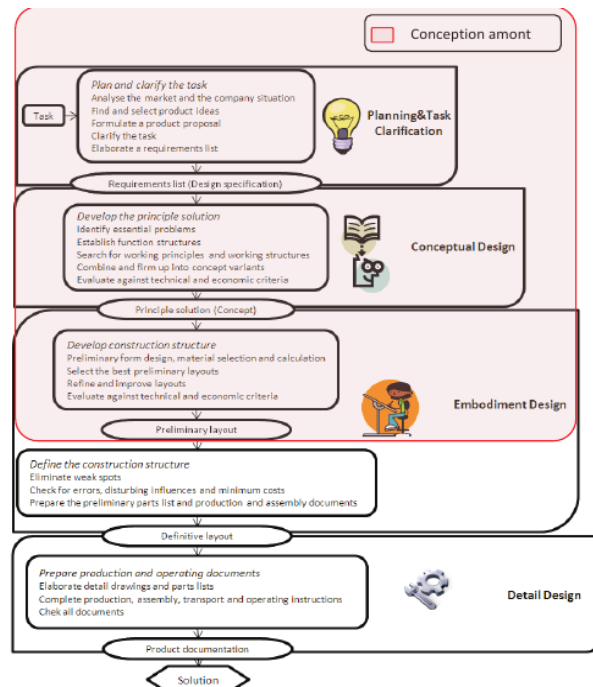 Conception amont
Plan and clarify the task
Analyse the market and the company situation
Find and select product ideas
Formulate a product proposal
Clarify the task
Elaborate a requirements list
Task
Planning&Task
Clarification
Requirements list (Design specification)
Develop the principle solution
Identify essential problems
Establish function structures
Search for working principles and working structures
Combine and firm up into concept variants
Evaluate against technical and economic criteria
Conceptual Design
Principle solution (Concept)
Develop construction structure
Preliminary form design, material selection and calculation
Select the best preliminary layouts
Refine and improve layouts
Evaluate against technical and economic criteria
Embodiment Design
Preliminary layout
Define the construction structure
Eliminate weak spots
Check for errors, disturbing influences and minimum costs
Prepare the preliminary parts list and production and assembly documents
Definitive layout
Prepare production and operating documents
Elaborate detail drawings and parts lists
Complete production, assembly, transport and operating instructions
Chek all documents
Detail Design
Product documentation
Solution